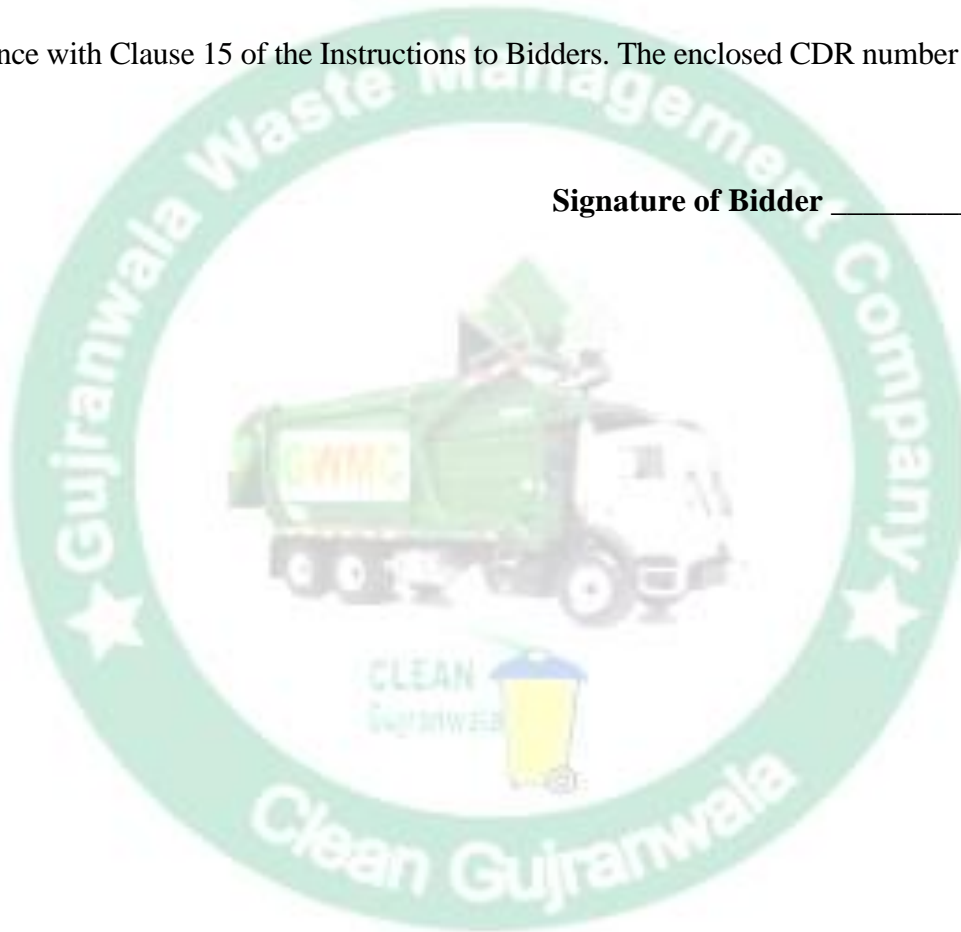 nce with Clause 15 of the Instructions to Bidders. The enclosed CDR number
Gujranwala Waste Management Company
Signature of Bidder _________
GWMC
CLEAN
Gujranwala
Clean Gujranwala